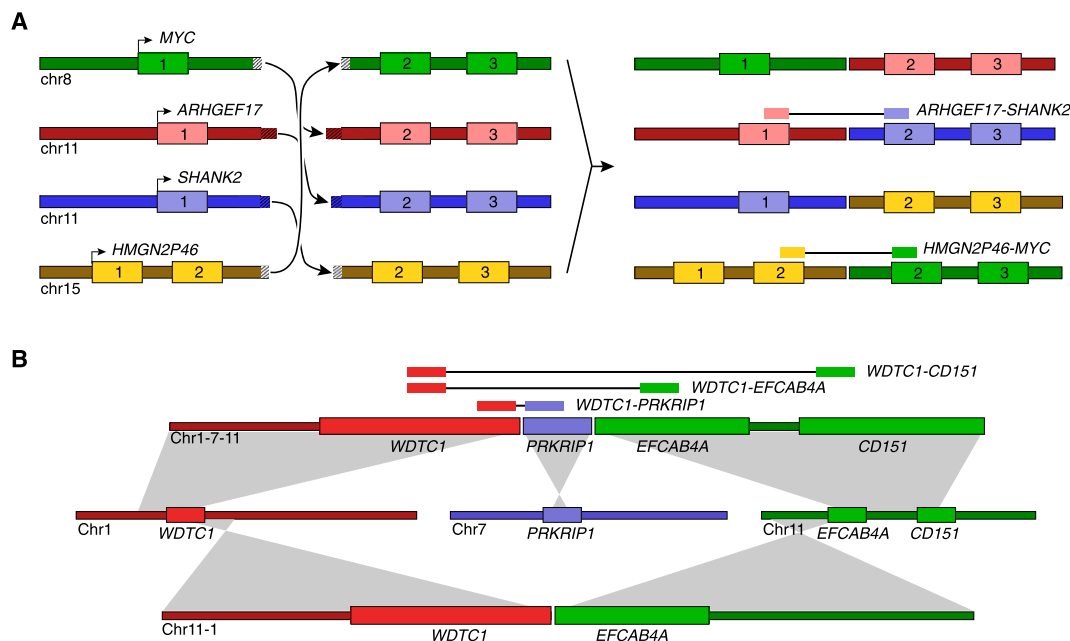 A
MYC
1
2
3
1
2
3
chr8
ARHGEF17
ARHGEF17-SHANK2
1
2
3
1
2
3
chr11
SHANK2
1
2
3
1
2
3
chr11
HMGN2P46
HMGN2P46-MYC
1
2
2
3
1
2
2
3
chr15
B
WDTC1-CD151
WDTC1-EFCAB4A
WDTC1-PRKRIP1
Chr1-7-11
WDTC1
PRKRIP1
EFCAB4A
CD151
Chr1
WDTC1
Chr7
PRKRIP1
Chr11
EFCAB4A
CD151
Chr11-1
WDTC1
EFCAB4A